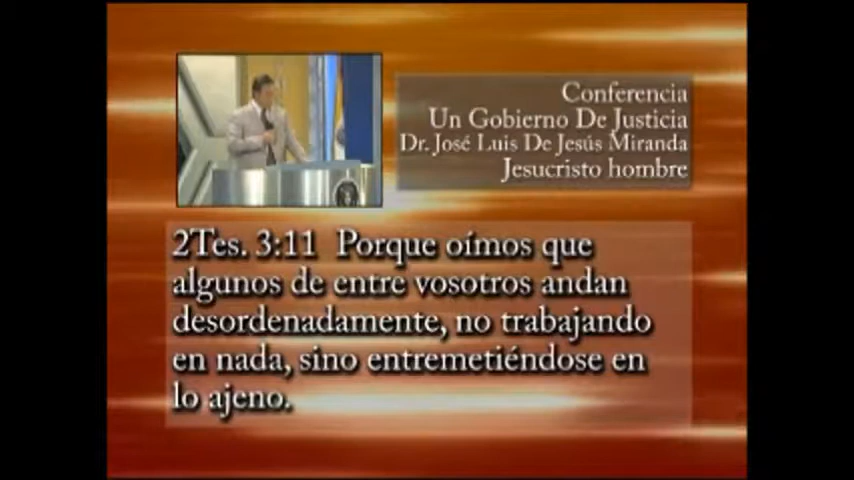 Conferencia
Un Gobierno De Justicia
Dr. José Luis De Jesús Miranda
Jesucristo hombre
2Tes. 3:11 Porque oímos que
algunos de entre vosotros andan
desordenadamente, no trabajando
en nada, sino entremetiéndose en
lo ajeno.